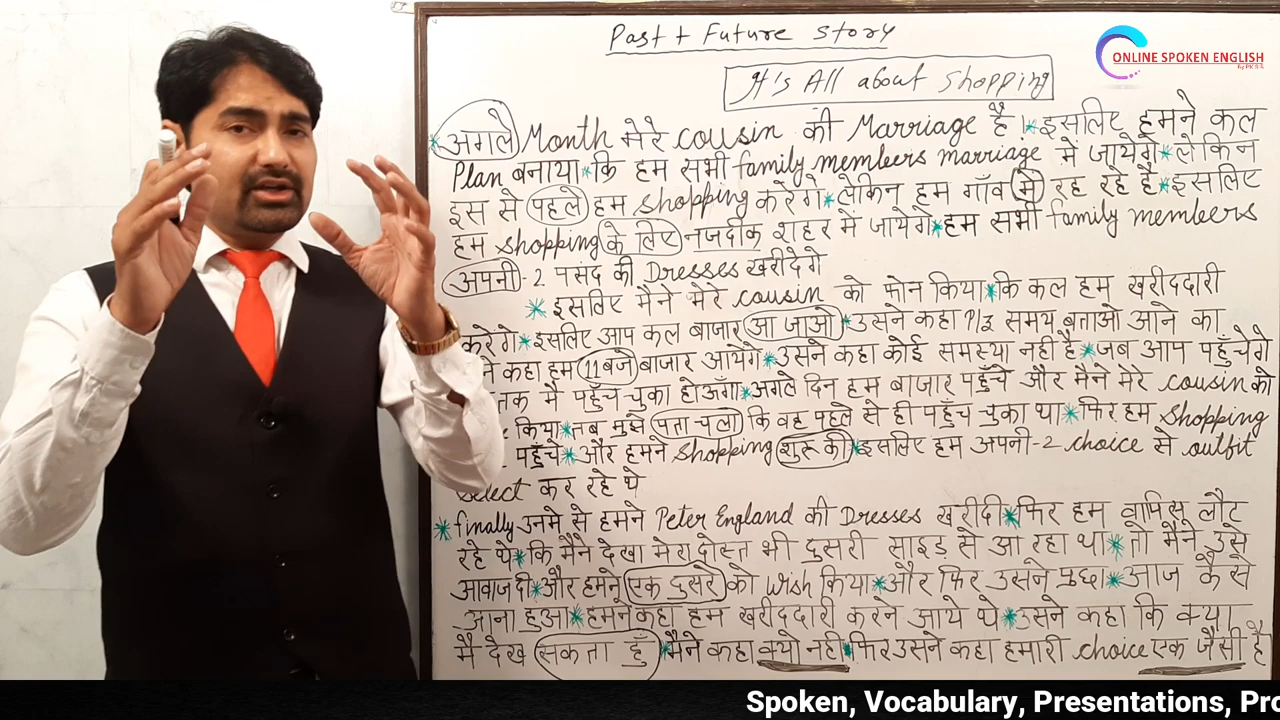 Past + Future Story
ONLINE SPOKEN ENGLISH
It's All about Shopping
* अगले Month मेरे cousin की Marriage है।* इसलिए हमने कल
Plan बनाया * कि हम सभी family members marriage में जायेगे * लेकिन
इस से पहले हम shopping करेगे * लेकिन हम गाँव में रह रहे है * इसलिए
हम shopping के लिए नजदीक शहर में जायेगे * हम सभी family members
अपनी-2 पसंद की Dresses खरीदेगे
* इसलिए मैने मेरे cousin को फोन किया * कि कल हम खरीददारी
करेगे * इसलिए आप कल बाजार आ जाओ * उसने कहा Plz समय बताओ आने का
ने कहा हम 11बजे बाजार आयेगे * उसने कहा कोई समस्या नही है * जब आप पहुँचेगे
तक मैं पहुँच चुका होऊँगा * अगले दिन हम बाजार पहुँचे और मैने मेरे cousin को
किया * तब मुझे पता चला कि वह पहले से ही पहुँच चुका था * फिर हम shopping
पहुँचे * और हमने shopping शुरू की * इसलिए हम अपनी-2 choice से outfit
select कर रहे थे
* finally उनमे से हमने Peter England की Dresses खरीदी * फिर हम वापिस लौट
रहे थे * कि मैने देखा मेरा दोस्त भी दुसरी साइड से आ रहा था * तो मैने उसे
आवाज दी * और हमने एक दुसरे को wish किया * और फिर उसने पुछा * आज कैसे
आना हुआ * हमने कहा हम खरीददारी करने आये थे * उसने कहा कि क्या
मै देख सकता हूँ * मैने कहा क्यो नही * फिर उसने कहा हमारी choice एक जैसी है
Spoken, Vocabulary, Presentations, Pro